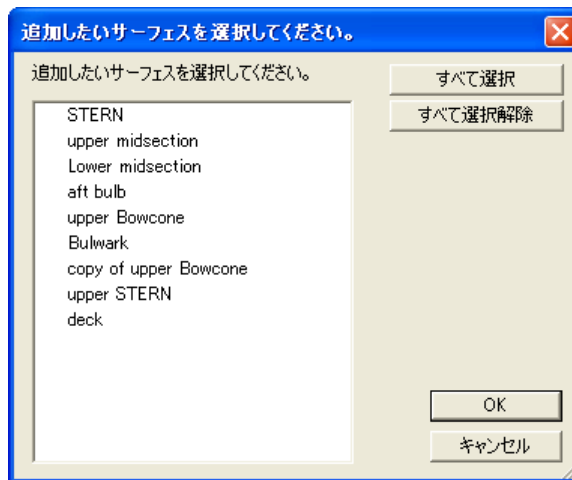 追加したいサーフェスを選択してください。
追加したいサーフェスを選択してください。
すべて選択
すべて選択解除
STERN
upper midsection
Lower midsection
aft bulb
upper Bowcone
Bulwark
copy of upper Bowcone
upper STERN
deck
OK
キャンセル